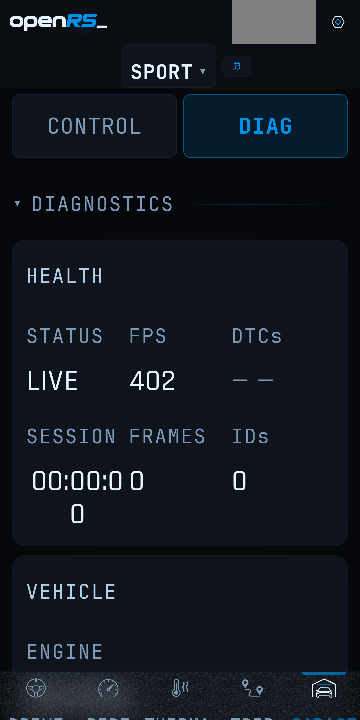 openRS_
SPORT ▾
CONTROL DIAG
▾ DIAGNOSTICS
HEALTH
STATUS FPS DTCs
LIVE 402 — —
SESSION FRAMES IDs
00:00:0 0 0
0
VEHICLE
ENGINE